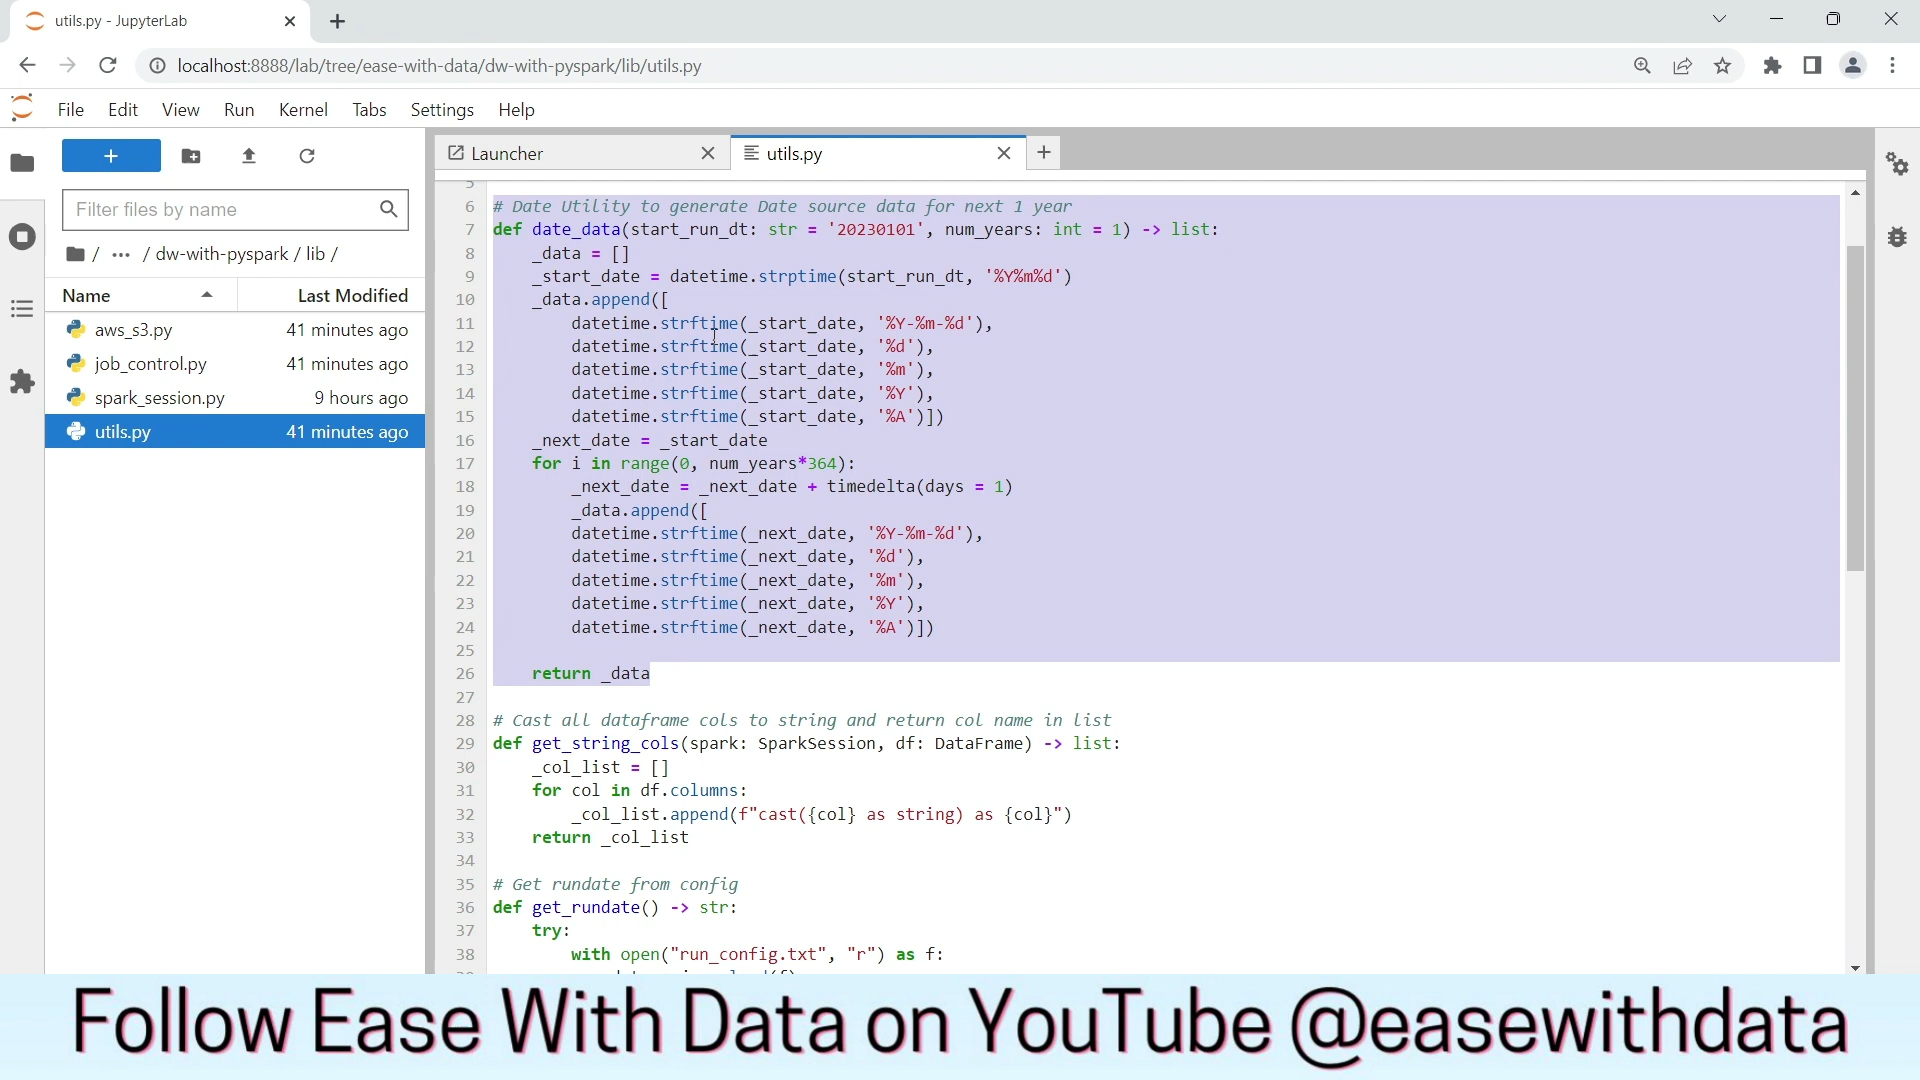 utils.py - JupyterLab
localhost:8888/lab/tree/ease-with-data/dw-with-pyspark/lib/utils.py
File Edit View Run Kernel Tabs Settings Help
Filter files by name
/ ··· / dw-with-pyspark / lib /
Name Last Modified
aws_s3.py 41 minutes ago
job_control.py 41 minutes ago
spark_session.py 9 hours ago
utils.py 41 minutes ago
Launcher utils.py
5
6 # Date Utility to generate Date source data for next 1 year
7 def date_data(start_run_dt: str = '20230101', num_years: int = 1) -> list:
8 _data = []
9 _start_date = datetime.strptime(start_run_dt, '%Y%m%d')
10 _data.append([
11 datetime.strftime(_start_date, '%Y-%m-%d'),
12 datetime.strftime(_start_date, '%d'),
13 datetime.strftime(_start_date, '%m'),
14 datetime.strftime(_start_date, '%Y'),
15 datetime.strftime(_start_date, '%A')])
16 _next_date = _start_date
17 for i in range(0, num_years*364):
18 _next_date = _next_date + timedelta(days = 1)
19 _data.append([
20 datetime.strftime(_next_date, '%Y-%m-%d'),
21 datetime.strftime(_next_date, '%d'),
22 datetime.strftime(_next_date, '%m'),
23 datetime.strftime(_next_date, '%Y'),
24 datetime.strftime(_next_date, '%A')])
25
26 return _data
27
28 # Cast all dataframe cols to string and return col name in list
29 def get_string_cols(spark: SparkSession, df: DataFrame) -> list:
30 _col_list = []
31 for col in df.columns:
32 _col_list.append(f"cast({col} as string) as {col}")
33 return _col_list
34
35 # Get rundate from config
36 def get_rundate() -> str:
37 try:
38 with open("run_config.txt", "r") as f:
Follow Ease With Data on YouTube @easewithdata